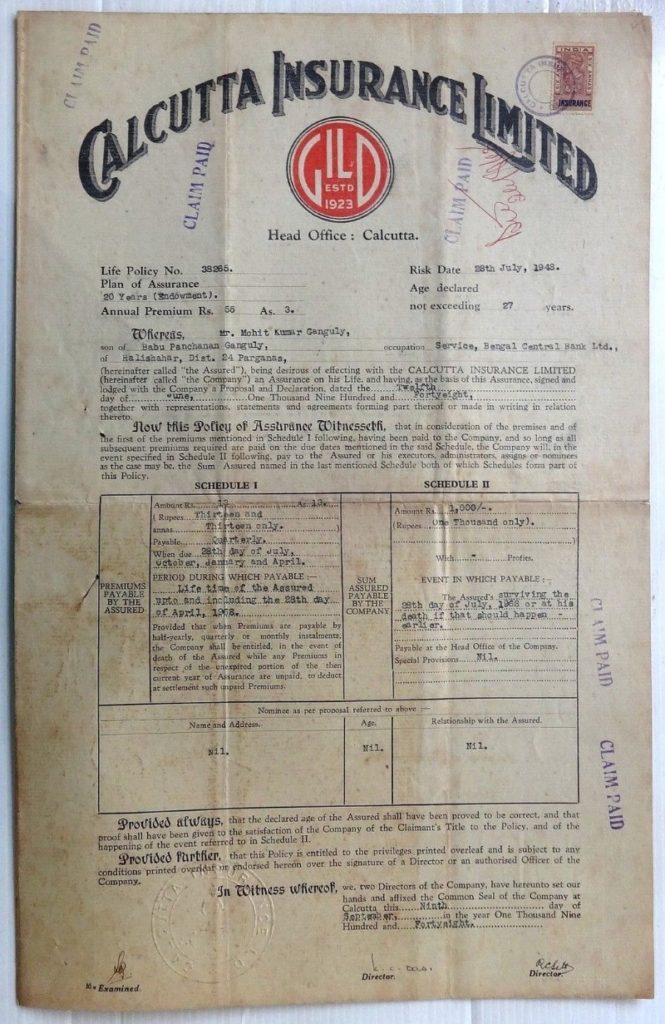 CLAIM PAID
INDIA
INSURANCE
CALCUTTA INSURANCE LIMITED
CLAIM PAID
CLAIM PAID
CILD
ESTD
1923
Head Office : Calcutta.
Life Policy No. 38285.
Risk Date 28th July, 1948.
Plan of Assurance
20 Years (Endowment).
Age declared
not exceeding 27 years.
Annual Premium Rs. 55 As. 3.
Whereas, Mr. Mohit Kumar Ganguly,
son of Babu Panchanan Ganguly, occupation Service, Bengal Central Bank Ltd.,
of Halishahar, Dist. 24 Parganas,
(hereinafter called "the Assured"), being desirous of effecting with the CALCUTTA INSURANCE LIMITED
(hereinafter called "the Company") an Assurance on his Life, and having, as the basis of this Assurance, signed and
lodged with the Company a Proposal and Declaration, dated the Twelfth
day of June, One Thousand Nine Hundred and Fortyeight,
together with representations, statements and agreements forming part thereof or made in writing in relation
thereto.
Now this Policy of Assurance Witnesseth, that in consideration of the premises and of
the first of the premiums mentioned in Schedule I following, having been paid to the Company, and so long as all
subsequent premiums required are paid on the due dates mentioned in the said Schedule, the Company will, in the
event specified in Schedule II following, pay to the Assured or his executors, administrators, assigns or nominees
as the case may be, the Sum Assured named in the last mentioned Schedule both of which Schedules form part of
this Policy.
SCHEDULE I
PREMIUMS
PAYABLE
BY THE
ASSURED
Amount Rs. 13 As. 13.
( Rupees Thirteen and
annas Thirteen only. )
Payable Quarterly.
When due 28th day of July,
October, January and April.
PERIOD DURING WHICH PAYABLE :—
Life time of the Assured
upto and including the 28th day
of April, 1968.
Provided that when Premiums are payable by
half-yearly, quarterly or monthly instalments,
the Company shall be entitled, in the event of
death of the Assured while any Premiums in
respect of the unexpired portion of the then
current year of Assurance are unpaid, to deduct
at settlement such unpaid Premiums.
SCHEDULE II
SUM
ASSURED
PAYABLE
BY THE
COMPANY
Amount Rs. 1,000/-.
(Rupees One Thousand only).
With - Profits.
EVENT IN WHICH PAYABLE :—
The Assured's surviving the
28th day of July, 1968 or at his
death if that should happen -
earlier.
Payable at the Head Office of the Company.
Special Provisions Nil.
CLAIM PAID
Nominee as per proposal referred to above :—
Name and Address. Age. Relationship with the Assured.
Nil. Nil. Nil.
CLAIM PAID
Provided always, that the declared age of the Assured shall have been proved to be correct, and that
proof shall have been given to the satisfaction of the Company of the Claimant's Title to the Policy, and of the
happening of the event referred to in Schedule II.
Provided further, that this Policy is entitled to the privileges printed overleaf and is subject to any
conditions printed overleaf or endorsed hereon over the signature of a Director or an authorised Officer of the
Company.
In Witness whereof, we, two Directors of the Company, have hereunto set our
hands and affixed the Common Seal of the Company at
Calcutta this Ninth day of
September, in the year One Thousand Nine
Hundred and Fortyeight.
Examined.
Director.
Director.